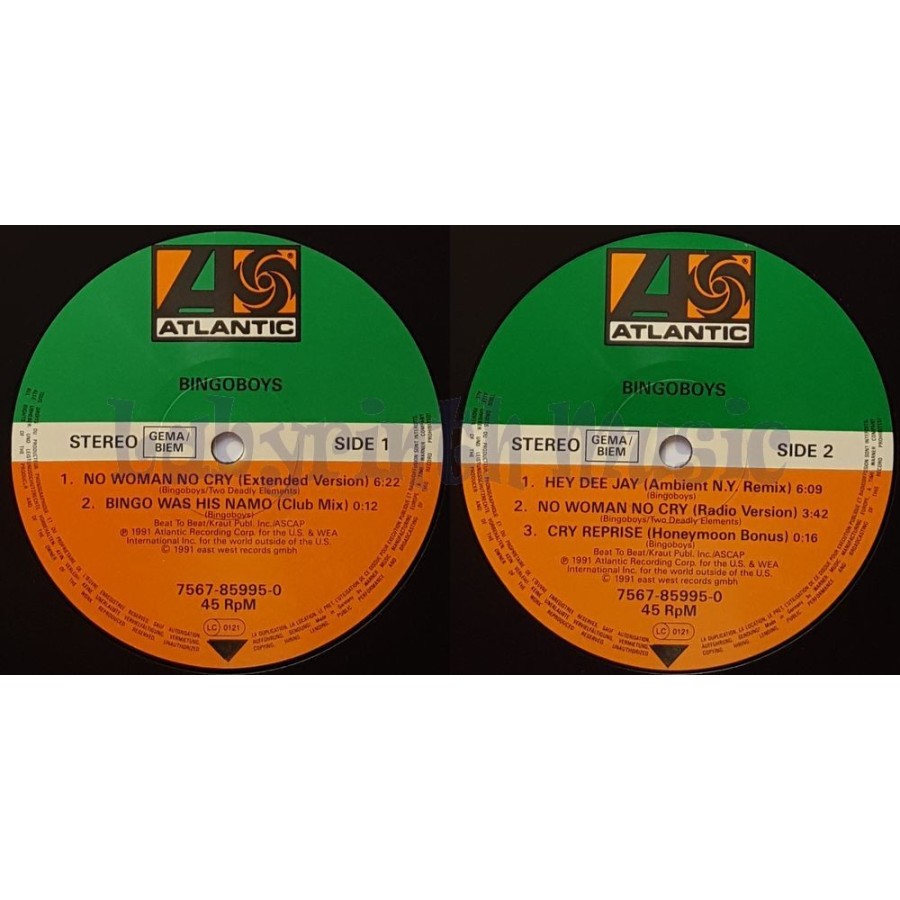 ATLANTIC
BINGOBOYS
STEREO GEMA/BIEM SIDE 1
1. NO WOMAN NO CRY (Extended Version) 6:22
(Bingoboys/Two Deadly Elements)
2. BINGO WAS HIS NAMO (Club Mix) 0:12
(Bingoboys)
Beat To Beat/Kraut Publ. Inc./ASCAP
℗ 1991 Atlantic Recording Corp. for the U.S. & WEA
International Inc. for the world outside of the U.S.
© 1991 east west records gmbh
7567-85995-0
45 RpM
LC 0121
ATLANTIC
BINGOBOYS
STEREO GEMA/BIEM SIDE 2
1. HEY DEE JAY (Ambient N.Y. Remix) 6:09
(Bingoboys)
2. NO WOMAN NO CRY (Radio Version) 3:42
(Bingoboys/Two Deadly Elements)
3. CRY REPRISE (Honeymoon Bonus) 0:16
(Bingoboys)
Beat To Beat/Kraut Publ. Inc./ASCAP
℗ 1991 Atlantic Recording Corp. for the U.S. & WEA
International Inc. for the world outside of the U.S.
© 1991 east west records gmbh
7567-85995-0
45 RpM
LC 0121
Labyrinth Music